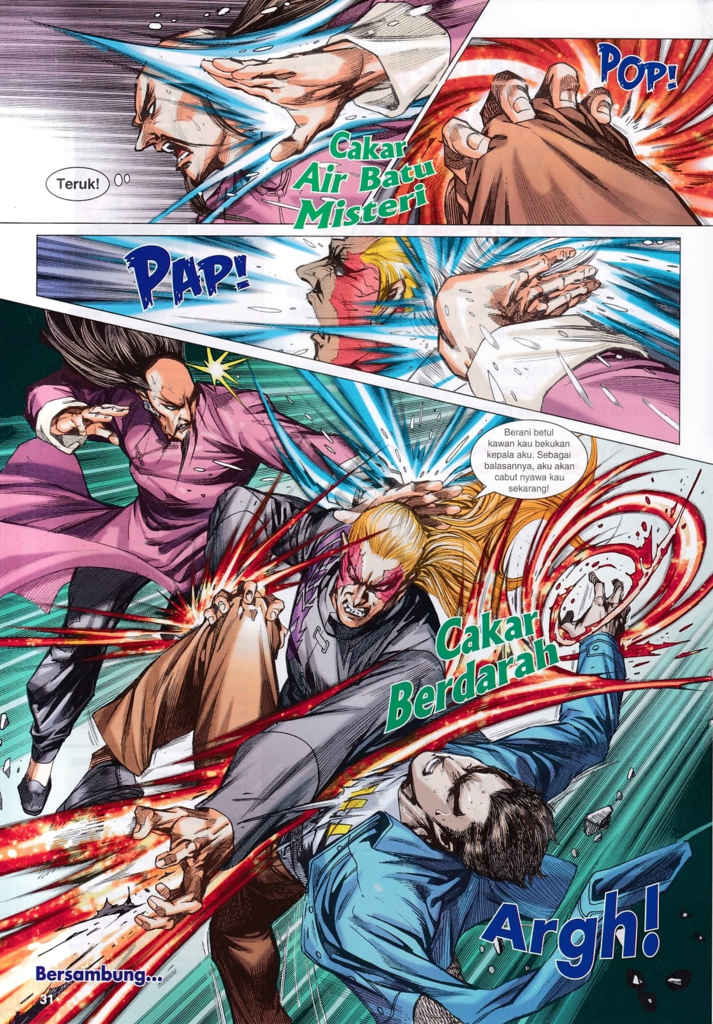 POP!
Cakar
Air Batu
Misteri
Teruk!
PAP!
Berani betul
kawan kau bekukan
kepala aku. Sebagai
balasannya, aku akan
cabut nyawa kau
sekarang!
Cakar
Berdarah
Argh!
Bersambung...
31